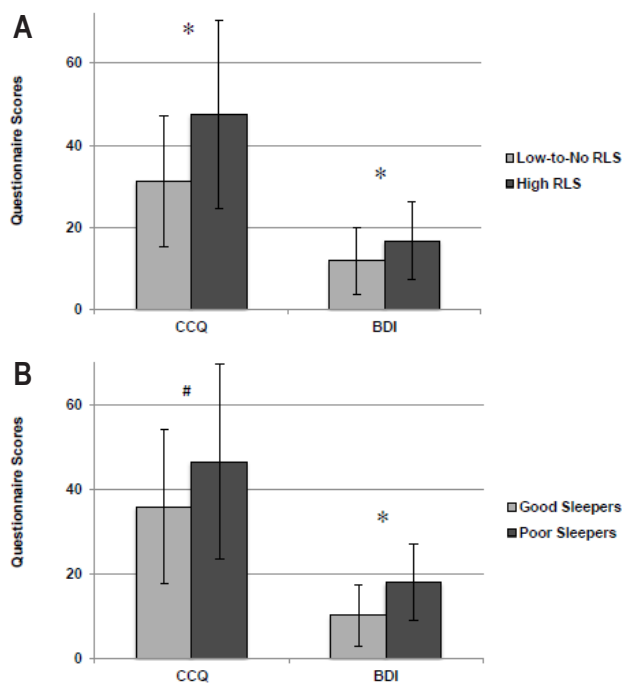 A
Questionnaire Scores
60
40
20
0
*
*
CCQ
BDI
Low-to-No RLS
High RLS
B
Questionnaire Scores
60
40
20
0
#
*
CCQ
BDI
Good Sleepers
Poor Sleepers